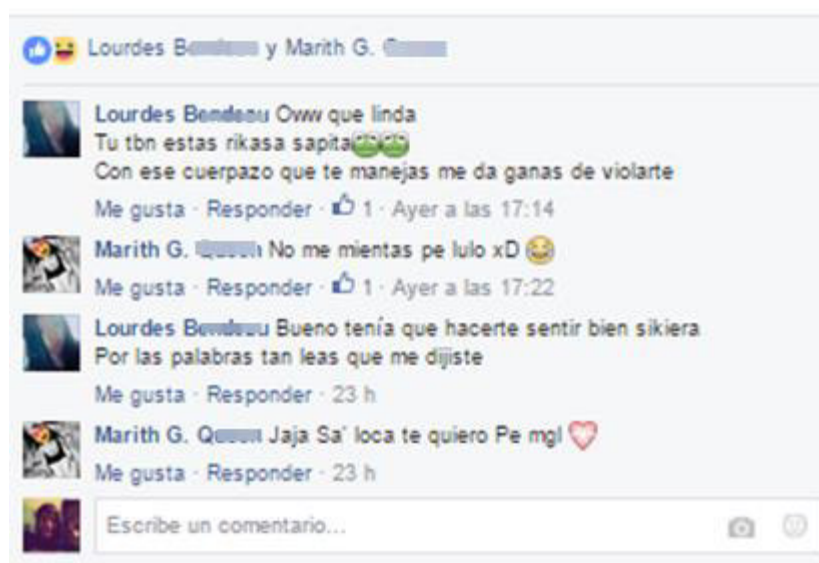 Lourdes y Marith G.
Lourdes Oww que linda
Tu tbn estas rikasa sapita
Con ese cuerpazo que te manejas me da ganas de violarte
Me gusta · Responder · 1 · Ayer a las 17:14
Marith G. No me mientas pe lulo xD
Me gusta · Responder · 1 · Ayer a las 17:22
Lourdes Bueno tenía que hacerte sentir bien sikiera
Por las palabras tan leas que me dijiste
Me gusta · Responder · 23 h
Marith G. Jaja Sa' loca te quiero Pe mgl
Me gusta · Responder · 23 h
Escribe un comentario...